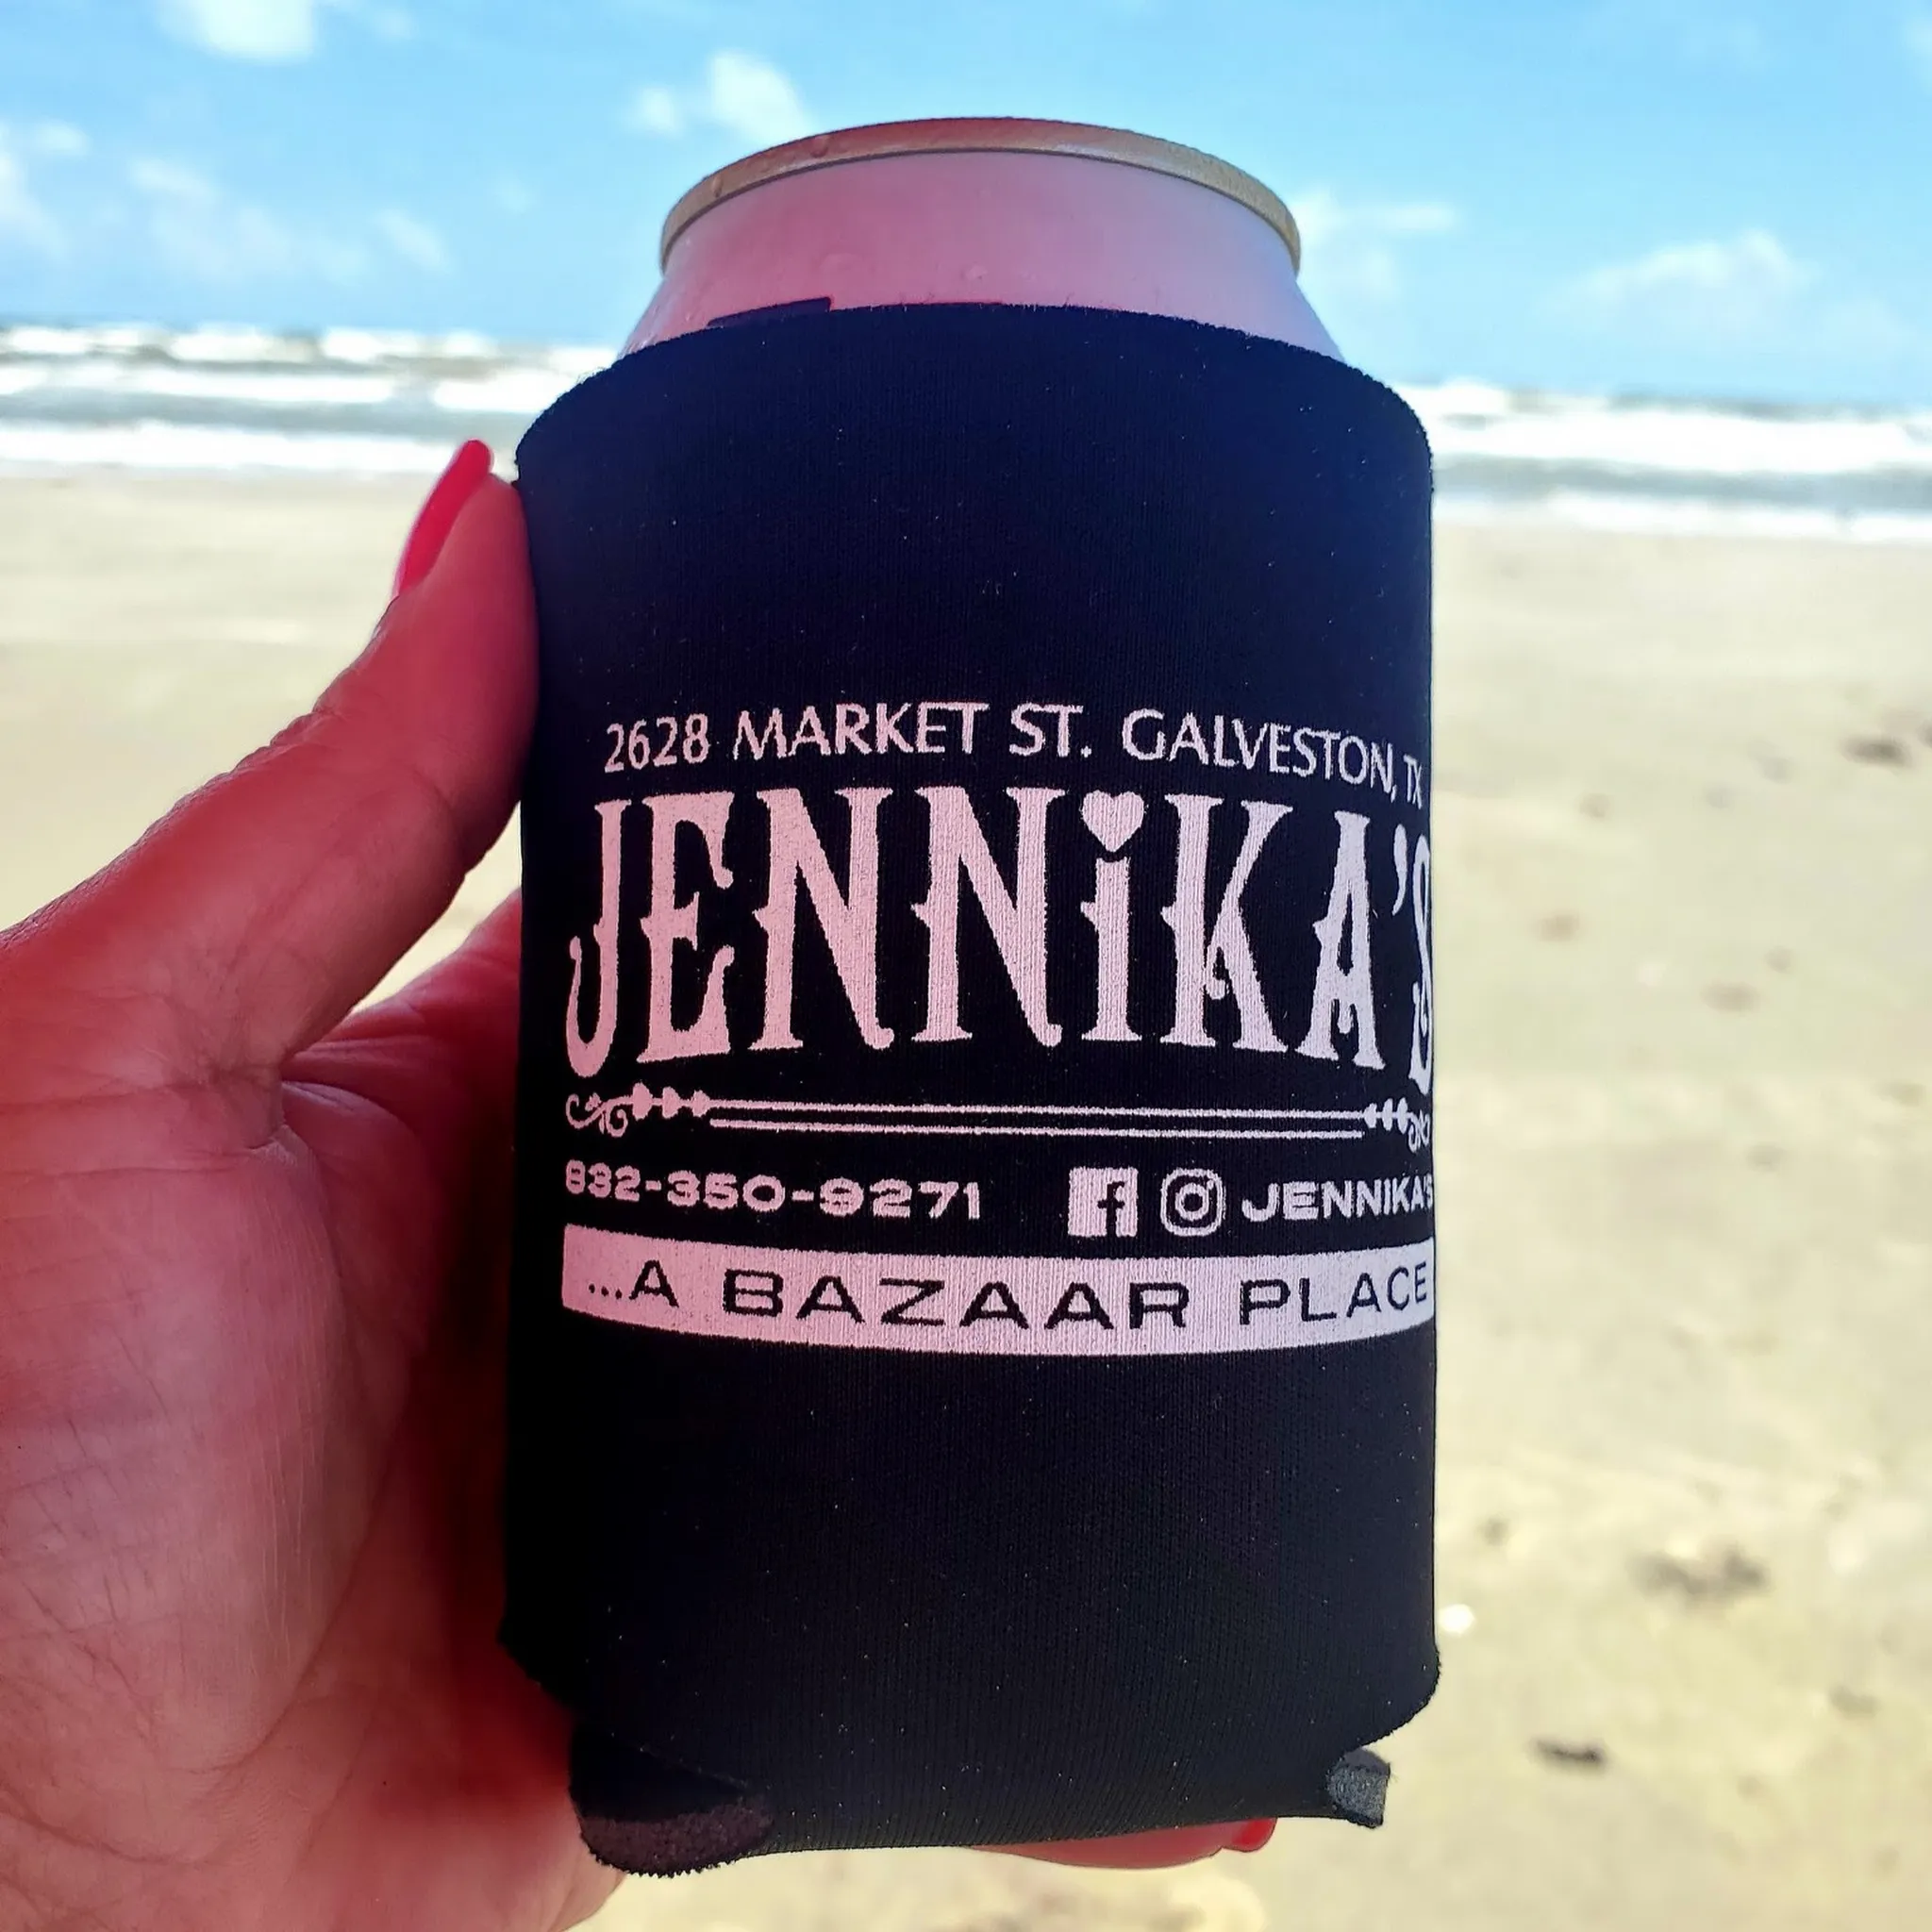 2628 MARKET ST. GALVESTON, TX
JENNiKA'S
832-350-9271 JENNIKA'S
...A BAZAAR PLACE